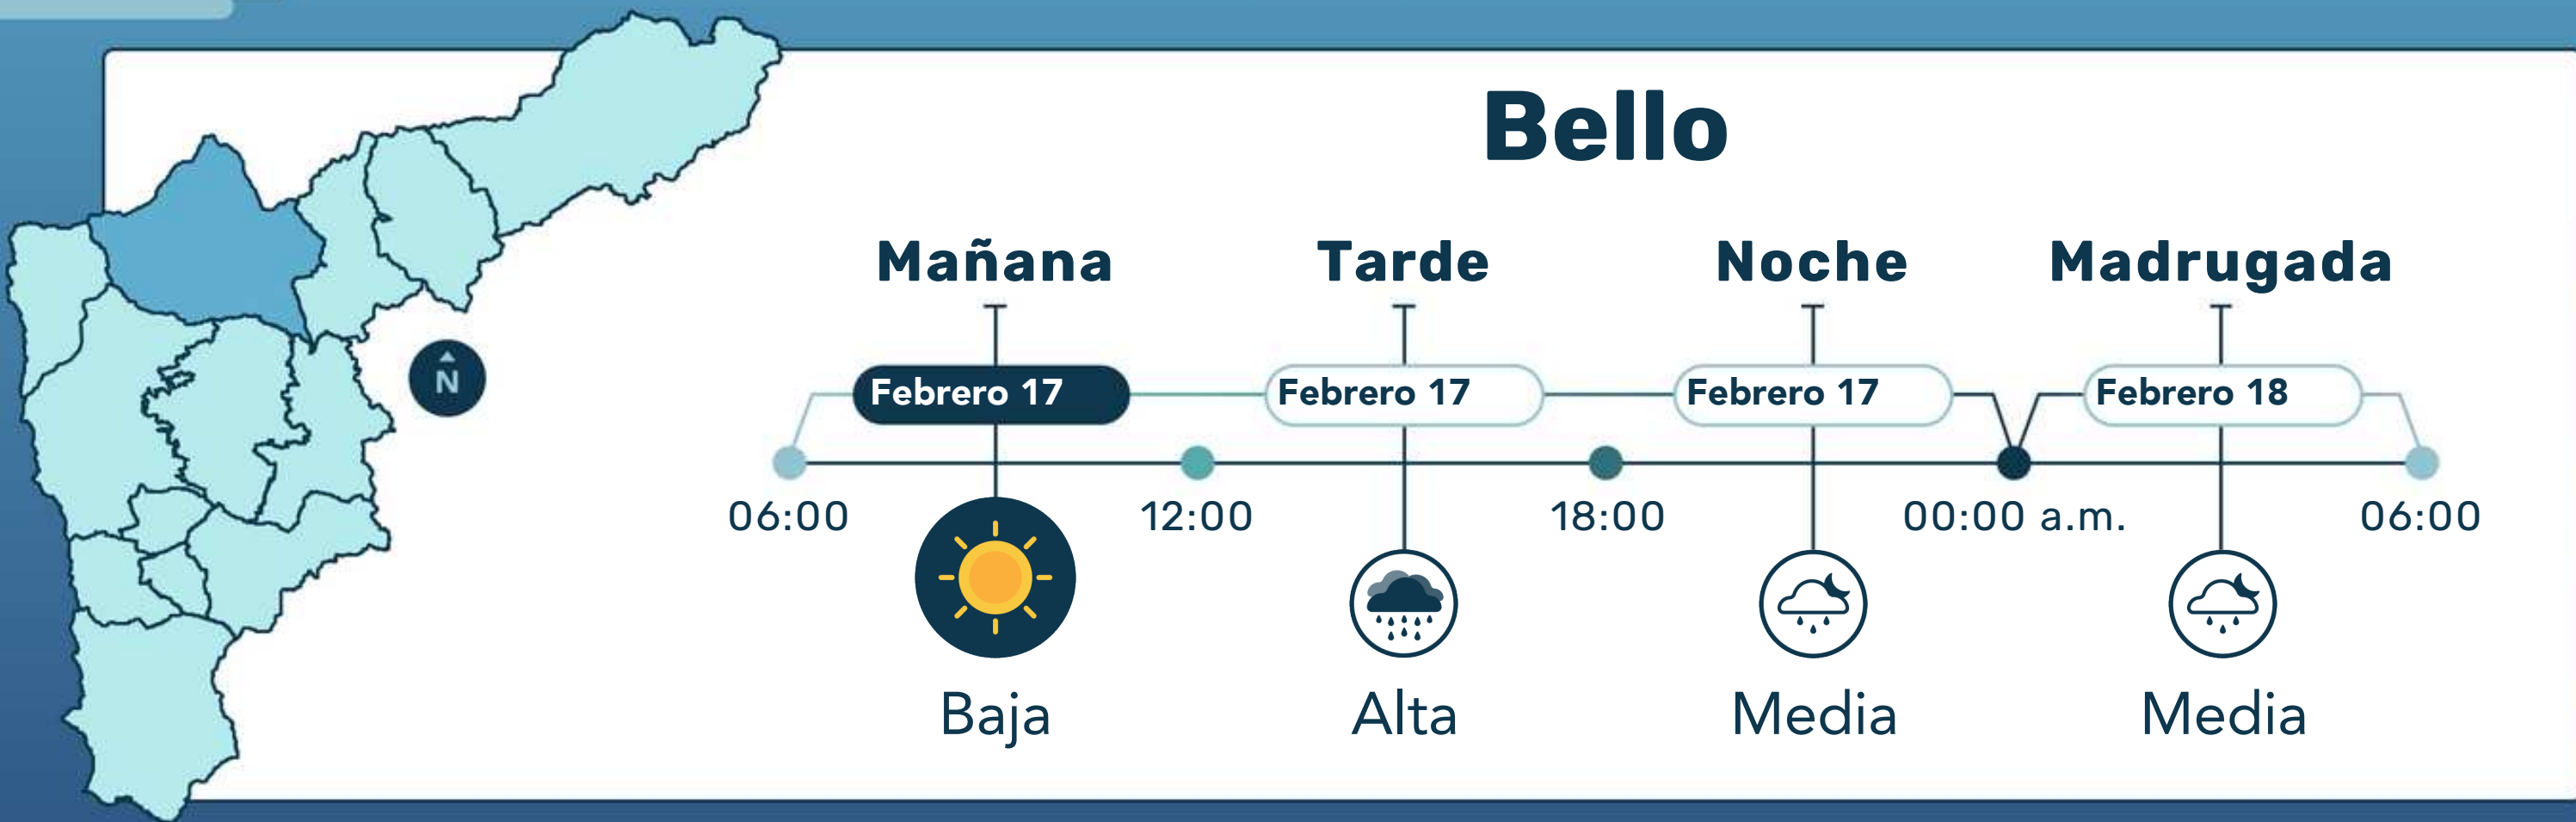 Bello
Mañana Tarde Noche Madrugada
Febrero 17 Febrero 17 Febrero 17 Febrero 18
N
06:00 12:00 18:00 00:00 a.m. 06:00
Baja Alta Media Media